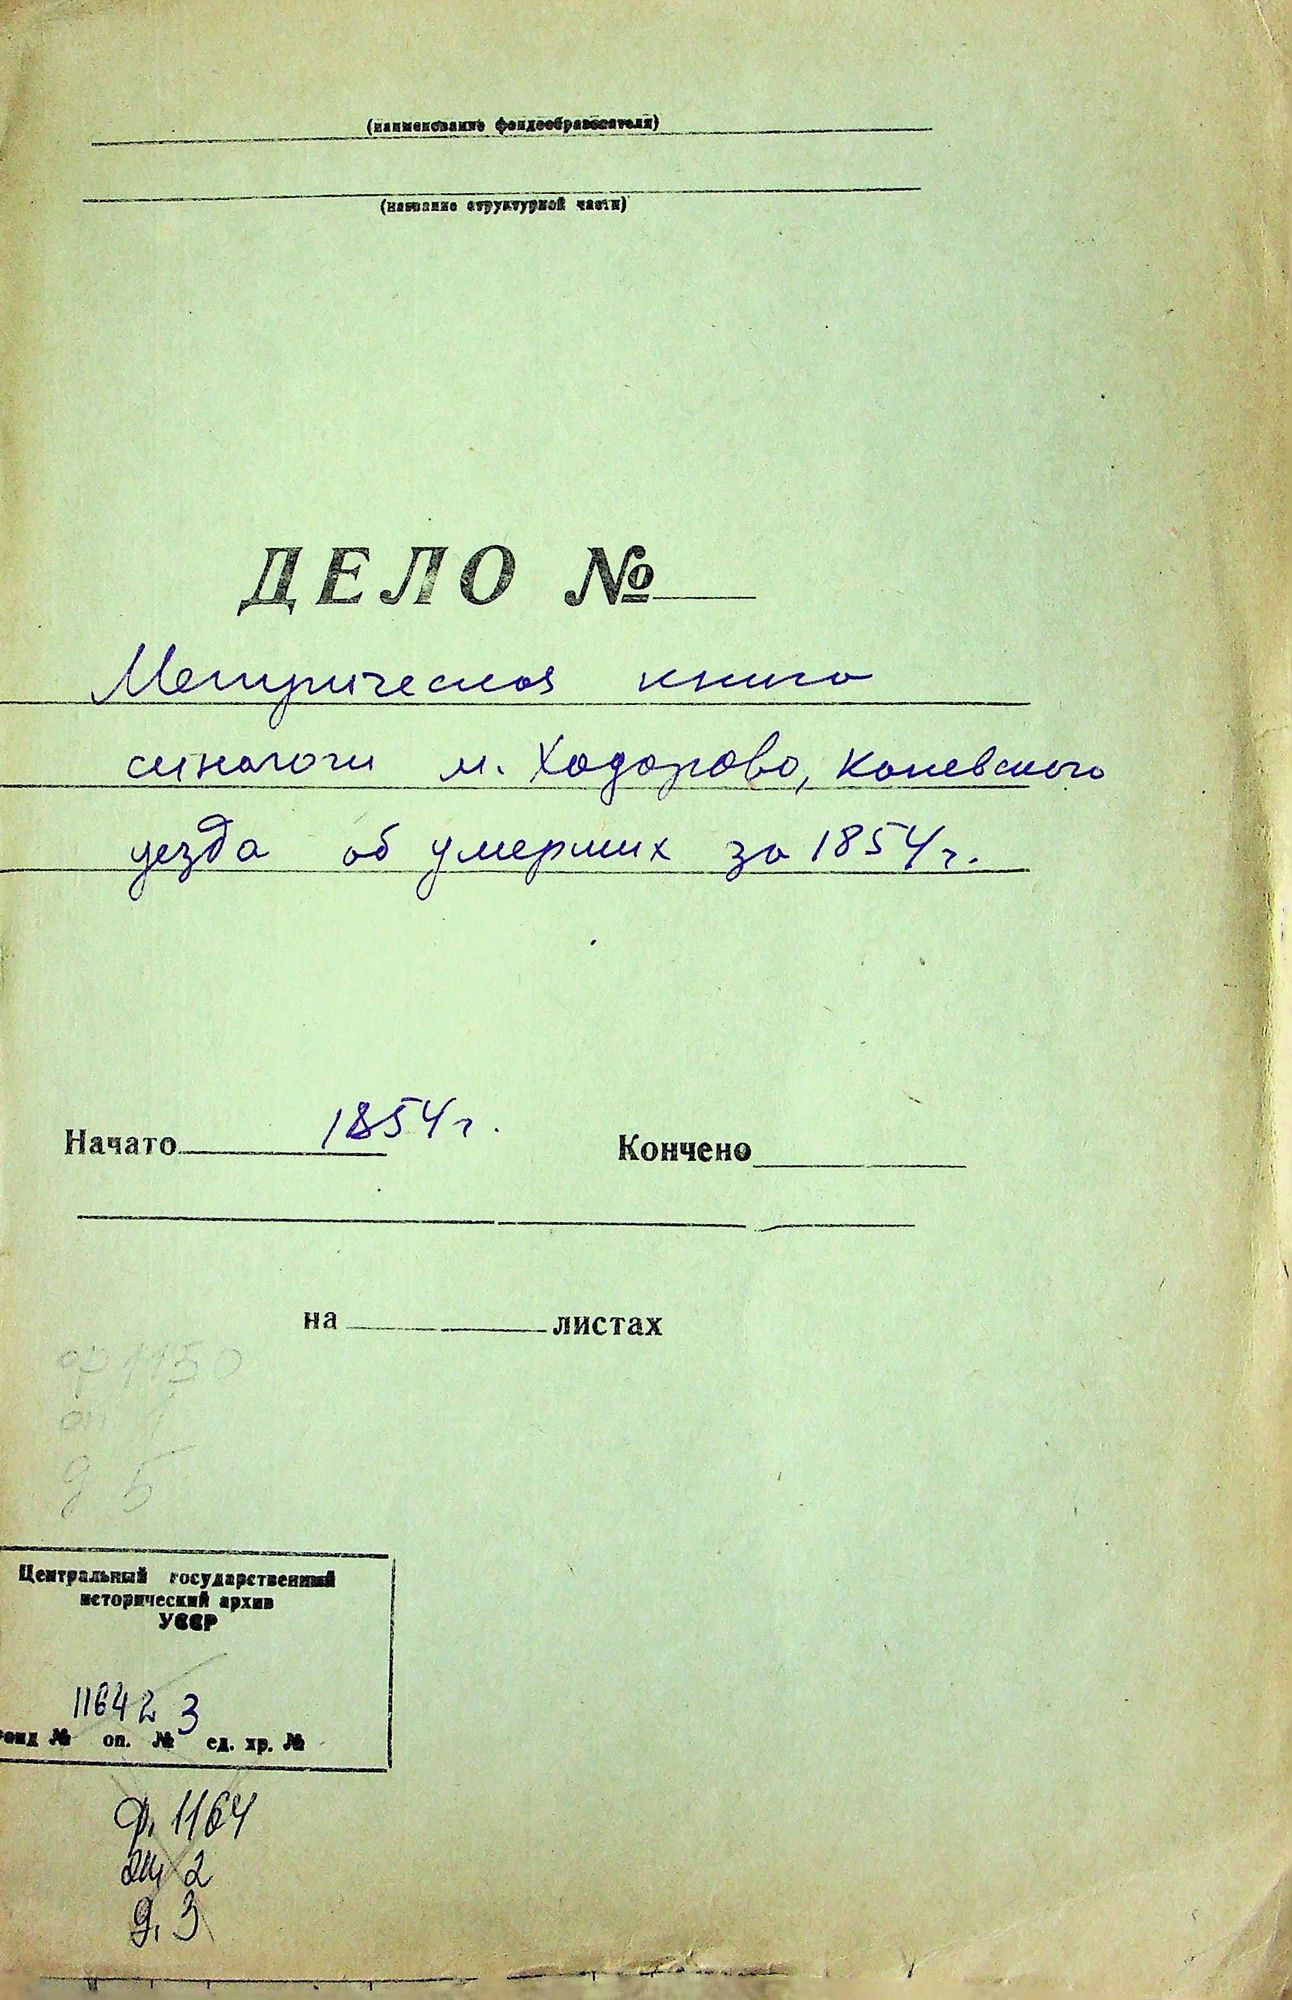 (наименование фондообразователя)
(название структурной части)
ДЕЛО №
Метрическая книга
синагоги м. Ходорово, Каневского
уезда об умерших за 1854 г.
Начато 1854 г. Кончено
на листах
ф 1150
оп 1
д 5
Центральный государственный
исторический архив
УССР
1164 2 3
Фонд № оп. № ед. хр. №
ф. 1164
оп. 2
д. 3